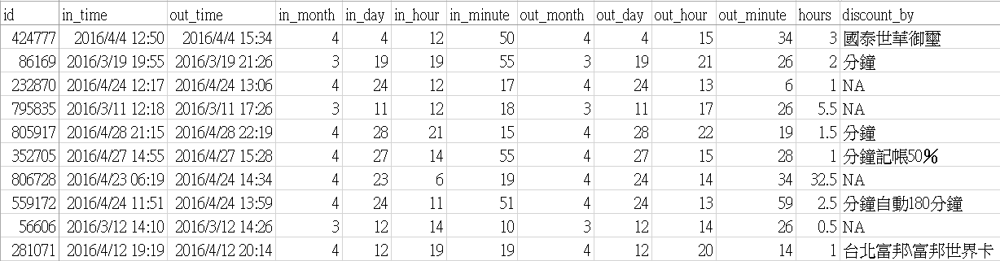 id in_time out_time in_month in_day in_hour in_minute out_month out_day out_hour out_minute hours discount_by
424777 2016/4/4 12:50 2016/4/4 15:34 4 4 12 50 4 4 15 34 3 國泰世華御璽
86169 2016/3/19 19:55 2016/3/19 21:26 3 19 19 55 3 19 21 26 2 分鐘
232870 2016/4/24 12:17 2016/4/24 13:06 4 24 12 17 4 24 13 6 1 NA
795835 2016/3/11 12:18 2016/3/11 17:26 3 11 12 18 3 11 17 26 5.5 NA
805917 2016/4/28 21:15 2016/4/28 22:19 4 28 21 15 4 28 22 19 1.5 分鐘
352705 2016/4/27 14:55 2016/4/27 15:28 4 27 14 55 4 27 15 28 1 分鐘記帳50%
806728 2016/4/23 06:19 2016/4/24 14:34 4 23 6 19 4 24 14 34 32.5 NA
559172 2016/4/24 11:51 2016/4/24 13:59 4 24 11 51 4 24 13 59 2.5 分鐘自動180分鐘
56606 2016/3/12 14:10 2016/3/12 14:26 3 12 14 10 3 12 14 26 0.5 NA
281071 2016/4/12 19:19 2016/4/12 20:14 4 12 19 19 4 12 20 14 1 台北富邦\富邦世界卡